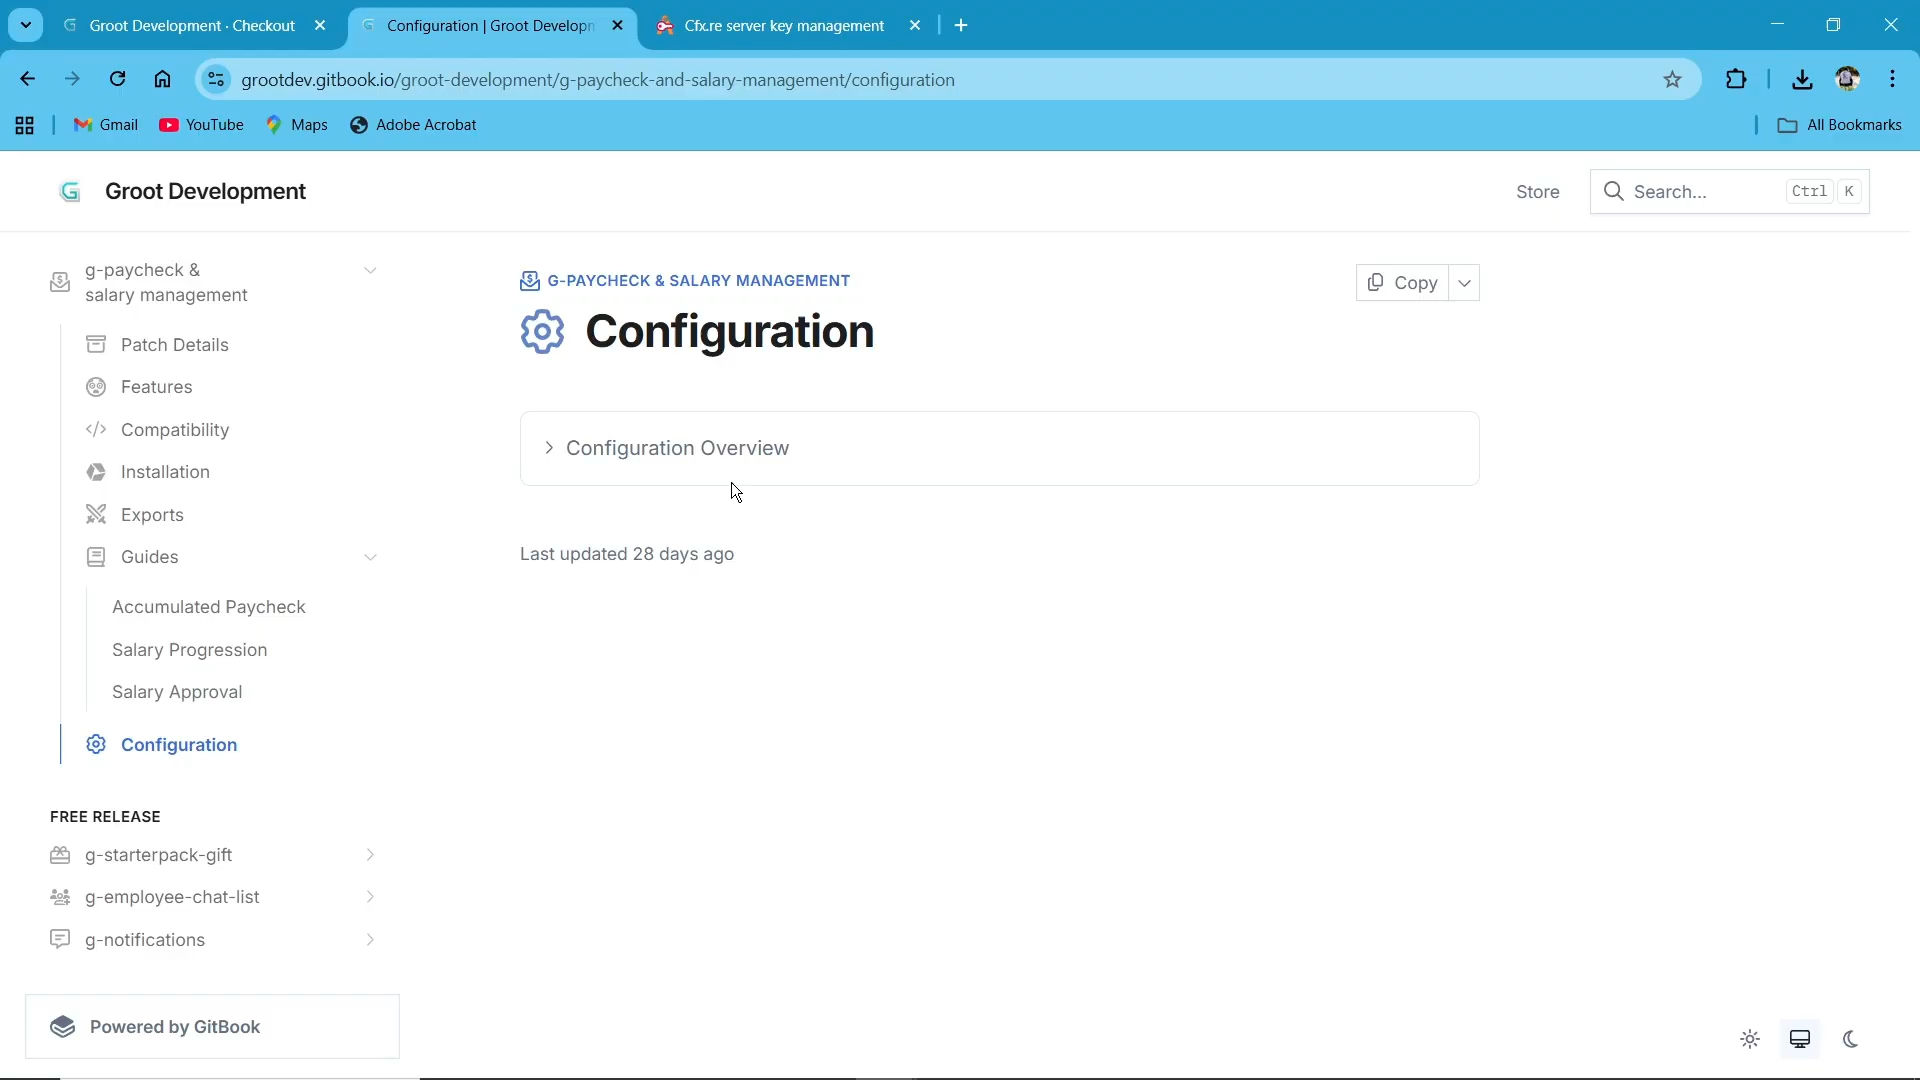 Groot Development · Checkout
Configuration | Groot Developm
Cfx.re server key management
grootdev.gitbook.io/groot-development/g-paycheck-and-salary-management/configuration
Gmail
YouTube
Maps
Adobe Acrobat
All Bookmarks
Groot Development
Store
Search...
Ctrl
K
g-paycheck &
salary management
Patch Details
Features
Compatibility
Installation
Exports
Guides
Accumulated Paycheck
Salary Progression
Salary Approval
Configuration
FREE RELEASE
g-starterpack-gift
g-employee-chat-list
g-notifications
Powered by GitBook
G-PAYCHECK & SALARY MANAGEMENT
Copy
Configuration
Configuration Overview
Last updated 28 days ago